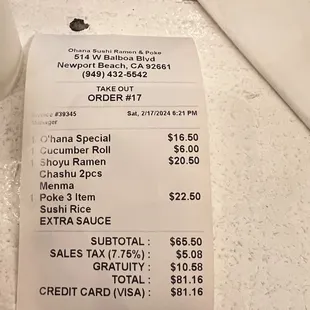 Ohana Sushi Ramen & Poke
514 W Balboa Blvd
Newport Beach, CA 92661
(949) 432-5542
TAKE OUT
ORDER #17
#39345 Sat, 2/17/2024 6:21 PM
Manager
1 O'hana Special $16.50
1 Cucumber Roll $6.00
1 Shoyu Ramen $20.50
Chashu 2pcs
Menma
1 Poke 3 Item $22.50
Sushi Rice
EXTRA SAUCE
SUBTOTAL : $65.50
SALES TAX (7.75%) : $5.08
GRATUITY : $10.58
TOTAL : $81.16
CREDIT CARD (VISA) : $81.16